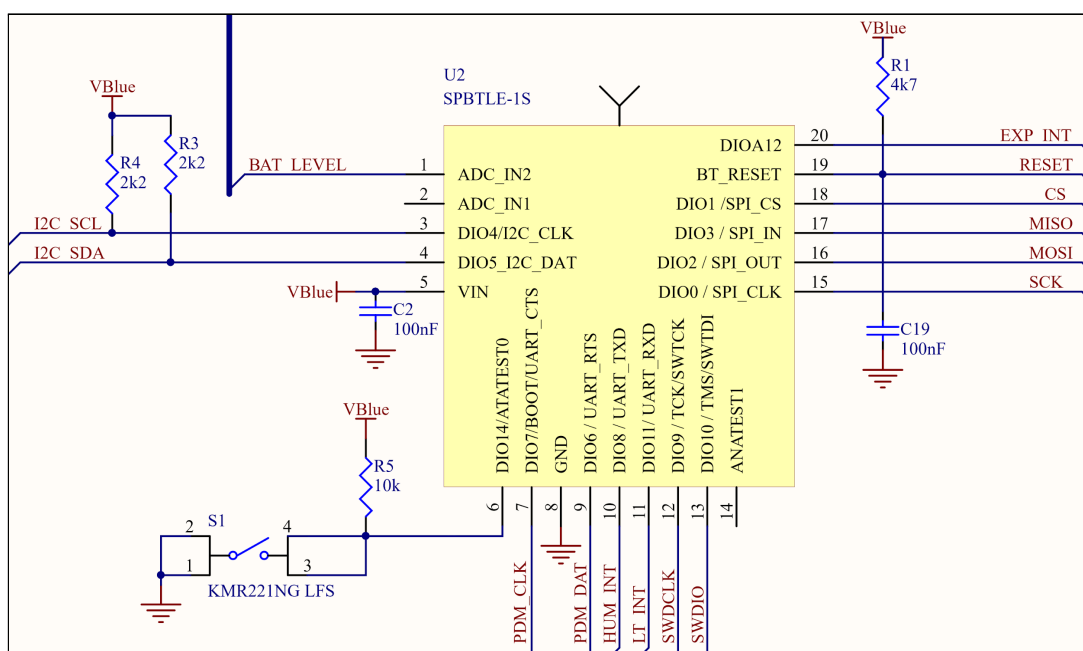 VBlue
R1
4k7
U2
SPBTLE-1S
VBlue
R4
2k2
R3
2k2
BAT_LEVEL
I2C_SCL
I2C_SDA
1
2
3
4
5
ADC_IN2
ADC_IN1
DIO4/I2C_CLK
DIO5_I2C_DAT
VIN
DIOA12
BT_RESET
DIO1 /SPI_CS
DIO3 / SPI_IN
DIO2 / SPI_OUT
DIO0 / SPI_CLK
20
19
18
17
16
15
EXP_INT
RESET
CS
MISO
MOSI
SCK
VBlue
C2
100nF
C19
100nF
DIO14/ATATEST0
DIO7/BOOT/UART_CTS
GND
DIO6 / UART_RTS
DIO8 / UART_TXD
DIO11/ UART_RXD
DIO9 / TCK/SWTCK
DIO10 / TMS/SWTDI
ANATEST1
6
7
8
9
10
11
12
13
14
VBlue
R5
10k
S1
2
1
4
3
KMR221NG LFS
PDM_CLK
PDM_DAT
HUM_INT
LT_INT
SWDCLK
SWDIO